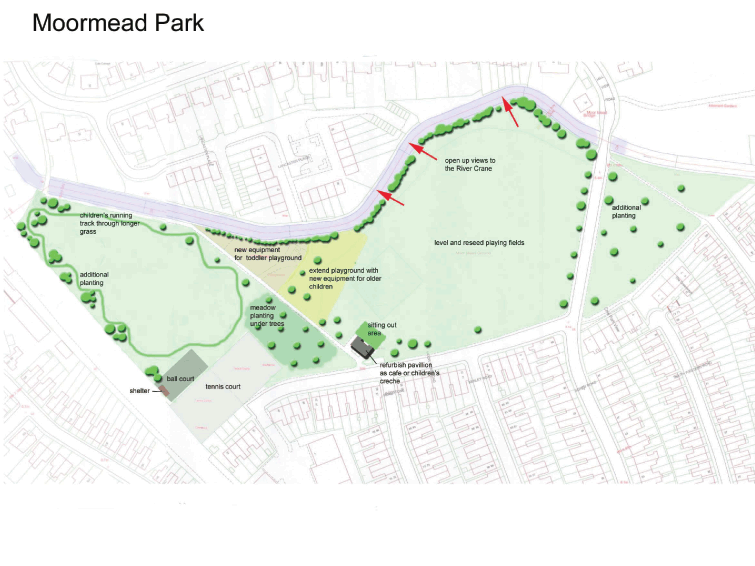 Moormead Park
open up views to
the River Crane
children's running
track through longer
grass
additional
planting
level and reseed playing fields
new equipment
for toddler playground
extend playground with
new equipment for older
children
additional
planting
meadow
planting
under trees
sitting out
area
refurbish pavillion
as cafe or children's
creche
ball court
tennis court
shelter